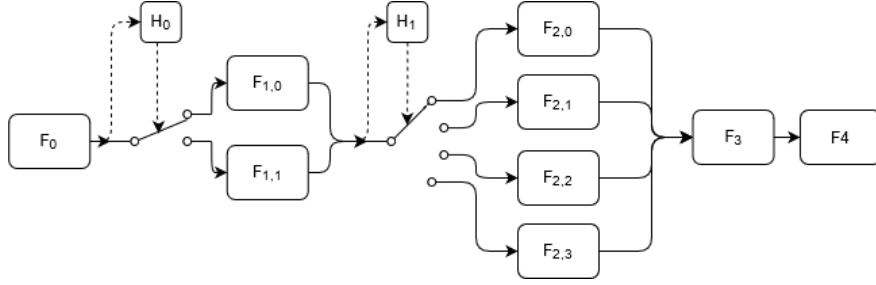 H₀
H₁
F₂,₀
F₁,₀
F₂,₁
F₀
F₃
F4
F₁,₁
F₂,₂
F₂,₃